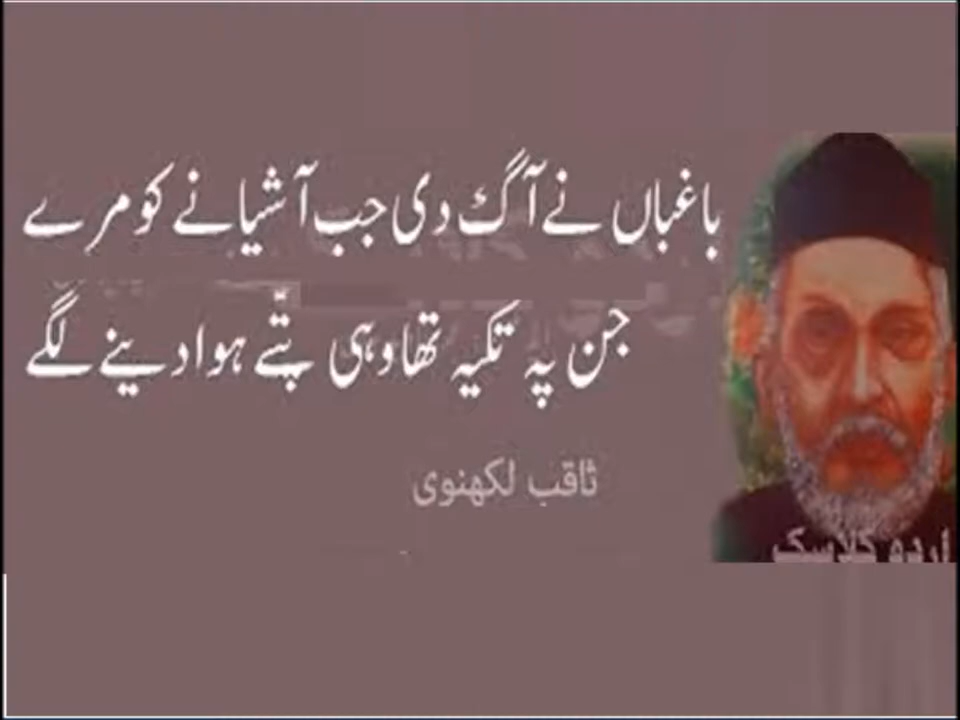 باغباں نے آگ دی جب آشیانے کو مرے
جن پہ تکیہ تھا وہی پتّے ہوا دینے لگے
ثاقب لکھنوی
اردو کلاسک